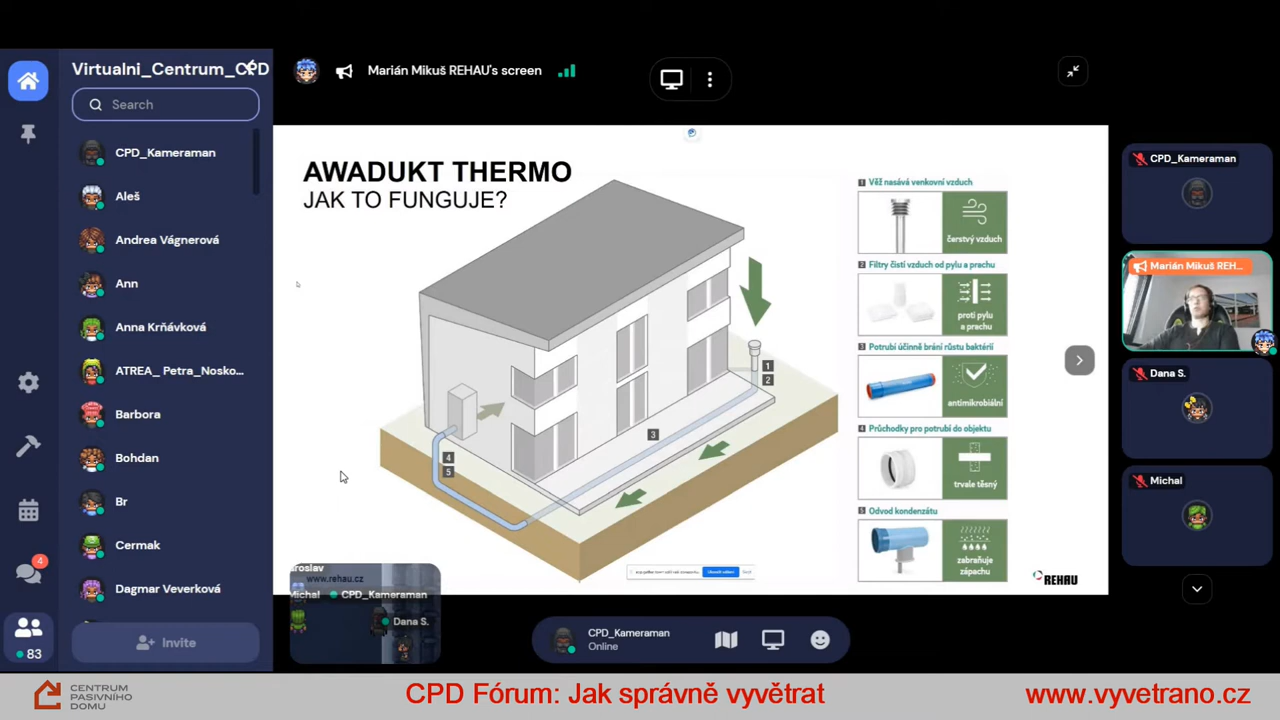 Virtualni_Centrum_CPD
Search
CPD_Kameraman
Aleš
Andrea Vágnerová
Ann
Anna Krňávková
ATREA_ Petra_Nosko...
Barbora
Bohdan
Br
Cermak
Dagmar Veverková
Invite
4
83
Marián Mikuš REHAU's screen
AWADUKT THERMO
JAK TO FUNGUJE?
1
2
3
4
5
1 Věž nasává venkovní vzduch
čerstvý vzduch
2 Filtry čistí vzduch od pylu a prachu
proti pylu
a prachu
3 Potrubí účinně brání růstu baktérií
antimikrobiální
4 Průchodky pro potrubí do objektu
trvale těsný
5 Odvod kondenzátu
zabraňuje
zápachu
REHAU
roslav
www.rehau.cz
Michal
CPD_Kameraman
Dana S.
CPD_Kameraman
Online
CPD_Kameraman
Marián Mikuš REH...
Dana S.
Michal
CENTRUM
PASIVNÍHO
DOMU
CPD Fórum: Jak správně vyvětrat
www.vyvetrano.cz